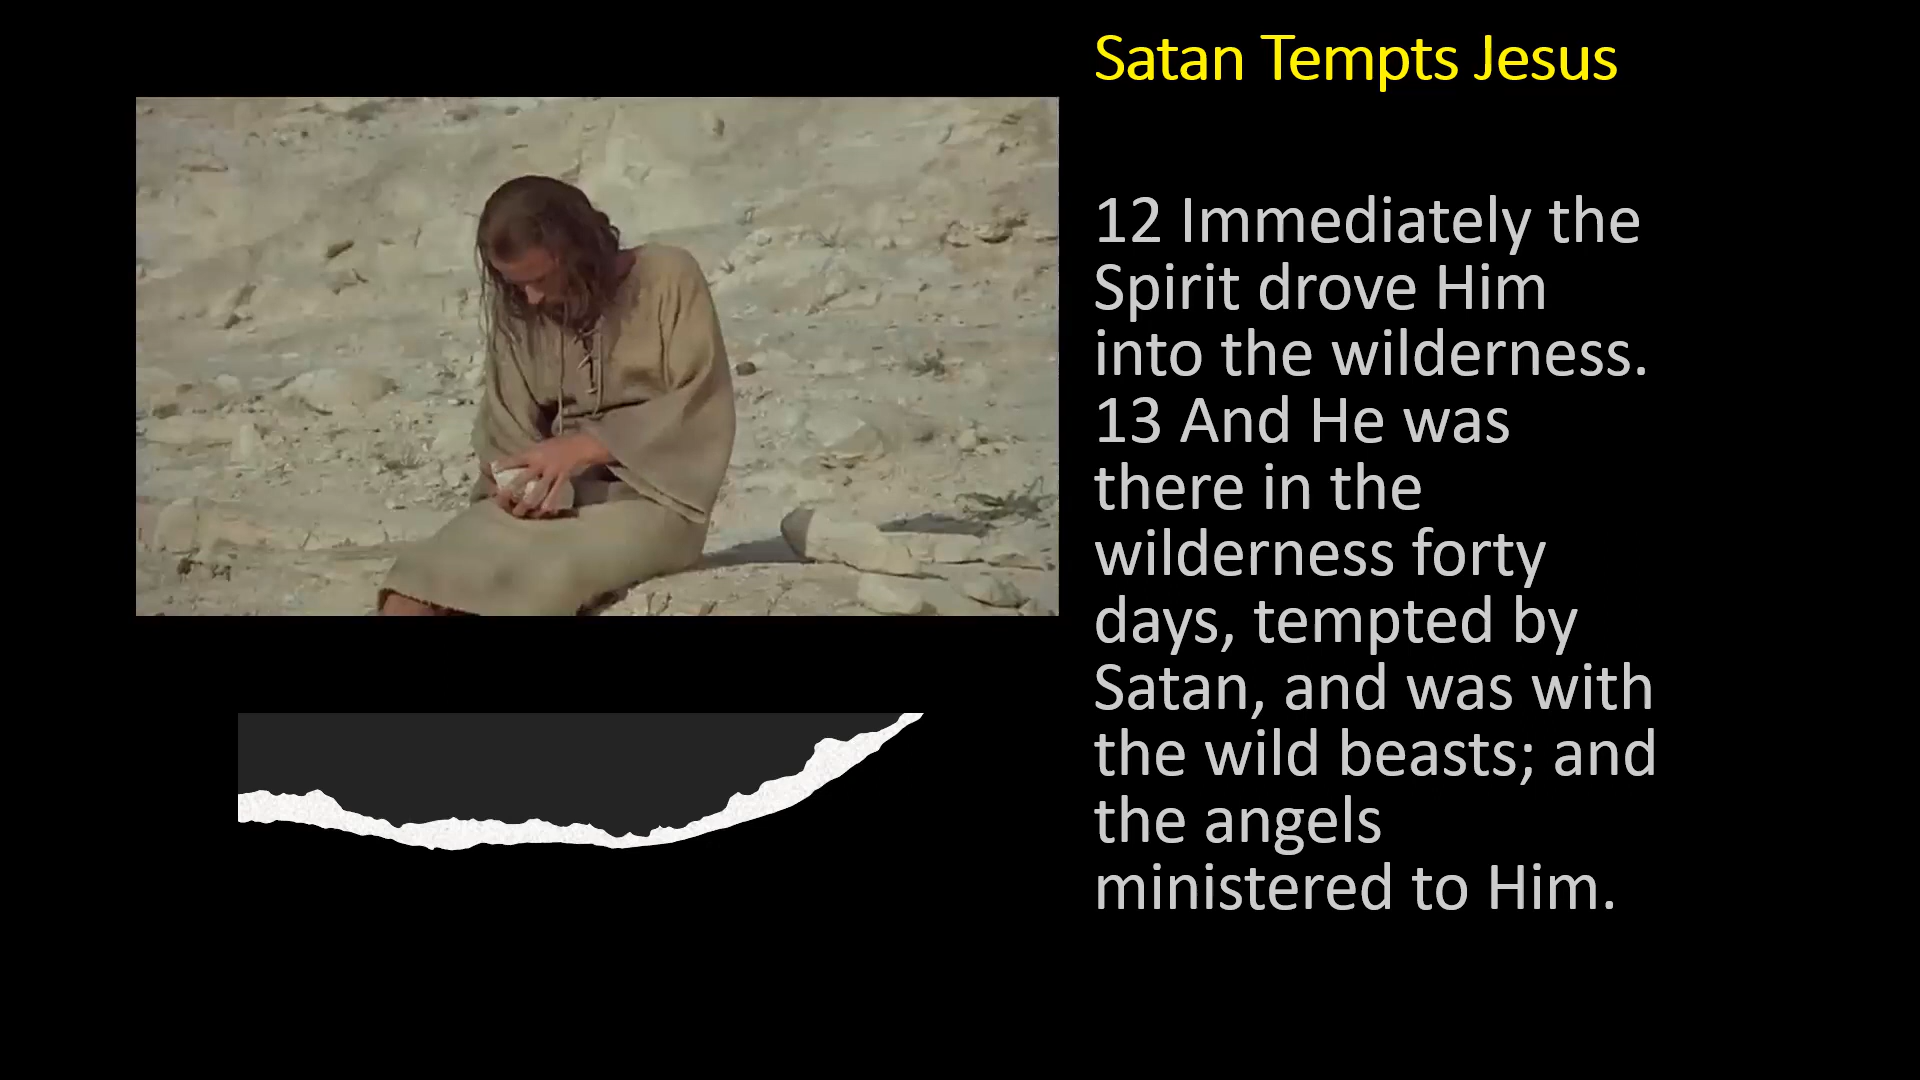 Satan Tempts Jesus
12 Immediately the
Spirit drove Him
into the wilderness.
13 And He was
there in the
wilderness forty
days, tempted by
Satan, and was with
the wild beasts; and
the angels
ministered to Him.